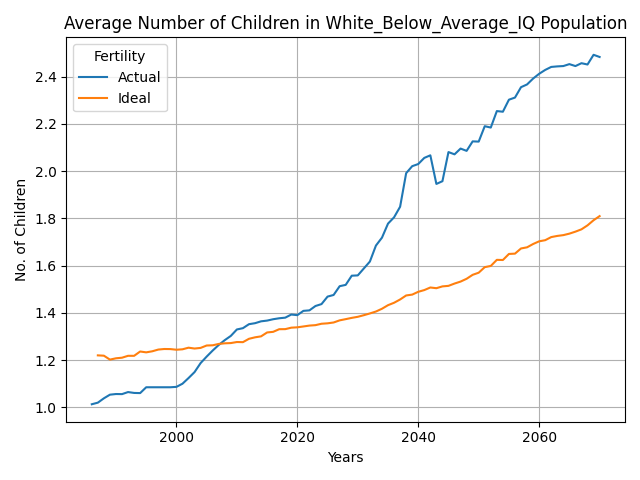 Average Number of Children in White_Below_Average_IQ Population
Fertility
Actual
Ideal
2.4
2.2
2.0
1.8
1.6
1.4
1.2
1.0
No. of Children
2000
2020
2040
2060
Years